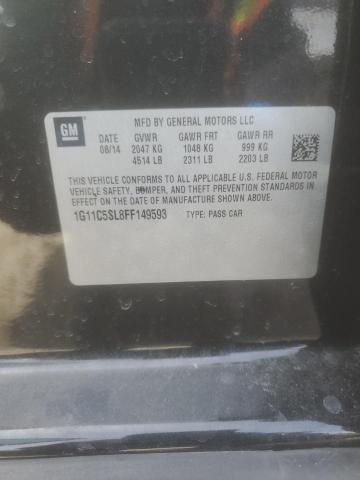 GM
MFD BY GENERAL MOTORS LLC
DATE GVWR GAWR FRT GAWR RR
08/14 2047 KG 1048 KG 999 KG
4514 LB 2311 LB 2203 LB
THIS VEHICLE CONFORMS TO ALL APPLICABLE U.S. FEDERAL MOTOR
VEHICLE SAFETY, BUMPER, AND THEFT PREVENTION STANDARDS IN
EFFECT ON THE DATE OF MANUFACTURE SHOWN ABOVE.
1G11C5SL8FF149593 TYPE: PASS CAR